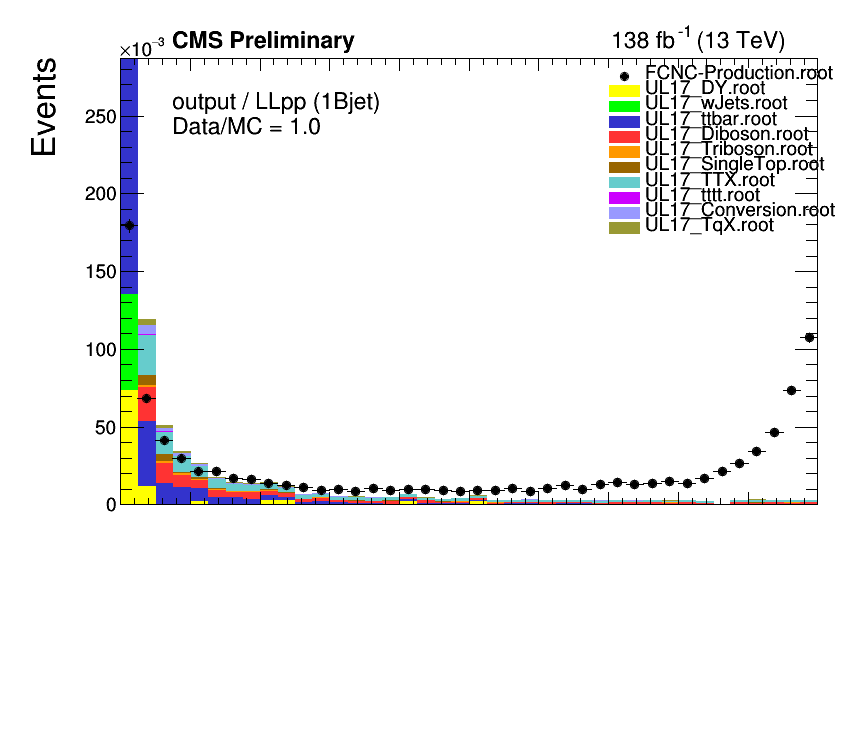 ×10⁻³ CMS Preliminary 138 fb⁻¹ (13 TeV)
Events
output / LLpp (1Bjet)
Data/MC = 1.0
FCNC-Production.root
UL17_DY.root
UL17_wJets.root
UL17_ttbar.root
UL17_Diboson.root
UL17_Triboson.root
UL17_SingleTop.root
UL17_TTX.root
UL17_tttt.root
UL17_Conversion.root
UL17_TqX.root
250
200
150
100
50
0